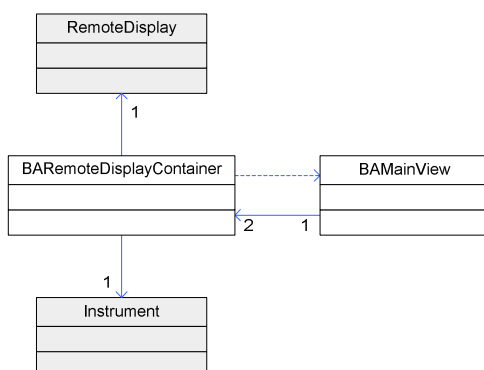 RemoteDisplay
1
BARemoteDisplayContainer
BAMainView
2
1
1
Instrument